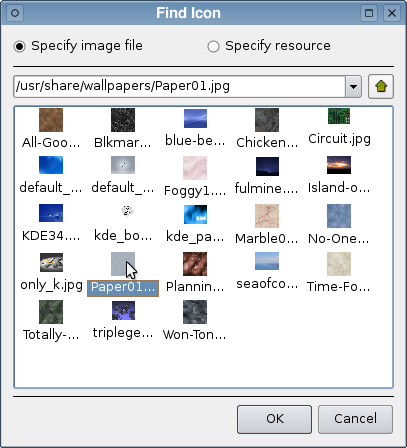 Find Icon
Specify image file Specify resource
/usr/share/wallpapers/Paper01.jpg
All-Goo... Blkmar... blue-be... Chicken... Circuit.jpg
default_... default_... Foggy1.... fulmine.... Island-o...
KDE34.... kde_bo... kde_pa... Marble0... No-One...
only_k.jpg Paper01... Plannin... seaofco... Time-Fo...
Totally-... triplege... Won-Ton...
OK Cancel